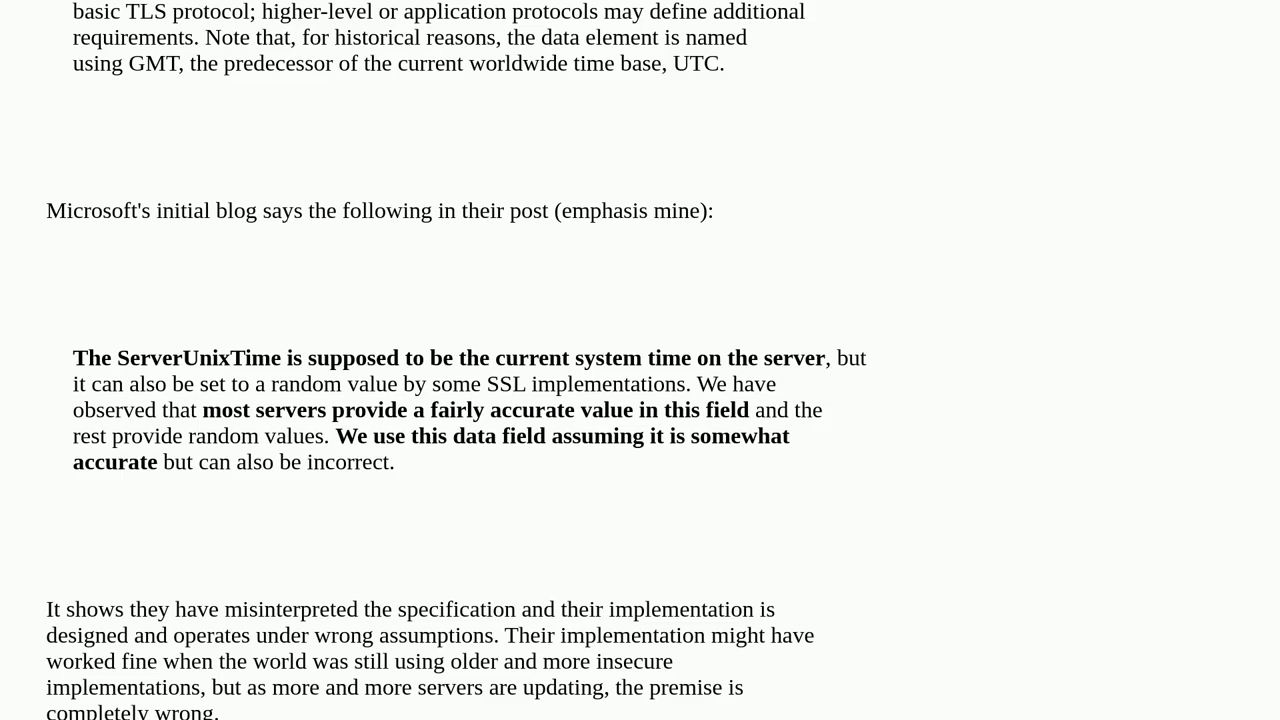 basic TLS protocol; higher-level or application protocols may define additional
requirements. Note that, for historical reasons, the data element is named
using GMT, the predecessor of the current worldwide time base, UTC.
Microsoft's initial blog says the following in their post (emphasis mine):
The ServerUnixTime is supposed to be the current system time on the server, but
it can also be set to a random value by some SSL implementations. We have
observed that most servers provide a fairly accurate value in this field and the
rest provide random values. We use this data field assuming it is somewhat
accurate but can also be incorrect.
It shows they have misinterpreted the specification and their implementation is
designed and operates under wrong assumptions. Their implementation might have
worked fine when the world was still using older and more insecure
implementations, but as more and more servers are updating, the premise is
completely wrong.